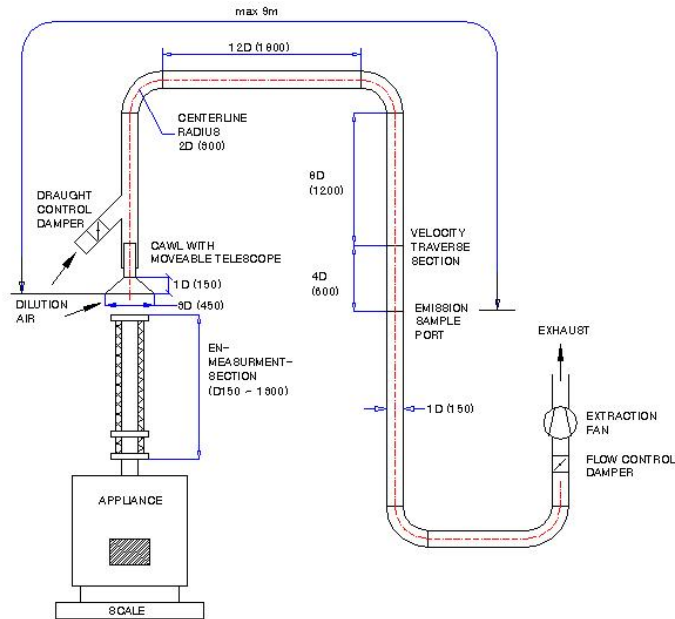 max 9m
12D (1800)
CENTERLINE
RADIUS
2D (300)
8D
(1200)
DRAUGHT
CONTROL
DAMPER
VELOCITY
TRAVERSE
SECTION
CAWL WITH
MOVEABLE TELESCOPE
1D (150)
4D
(600)
3D (450)
DILUTION
AIR
EMISSION
SAMPLE
PORT
EXHAUST
EN-
MEASURMENT-
SECTION
(D150 ~ 1300)
1D (150)
EXTRACTION
FAN
FLOW CONTROL
DAMPER
APPLIANCE
SCALE